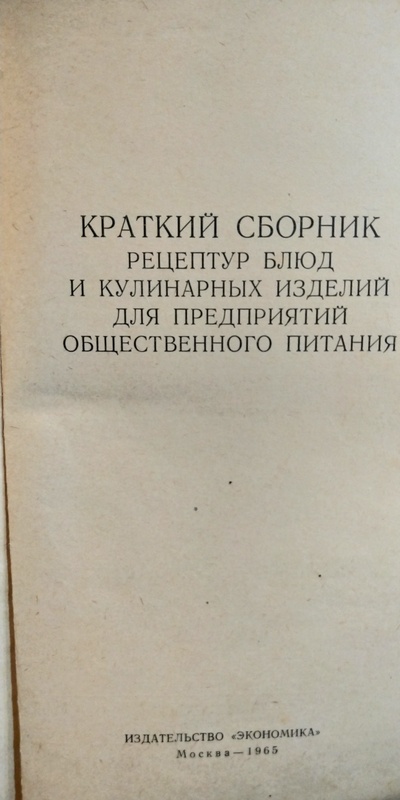 КРАТКИЙ СБОРНИК
РЕЦЕПТУР БЛЮД
И КУЛИНАРНЫХ ИЗДЕЛИЙ
ДЛЯ ПРЕДПРИЯТИЙ
ОБЩЕСТВЕННОГО ПИТАНИЯ
ИЗДАТЕЛЬСТВО «ЭКОНОМИКА»
Москва—1965